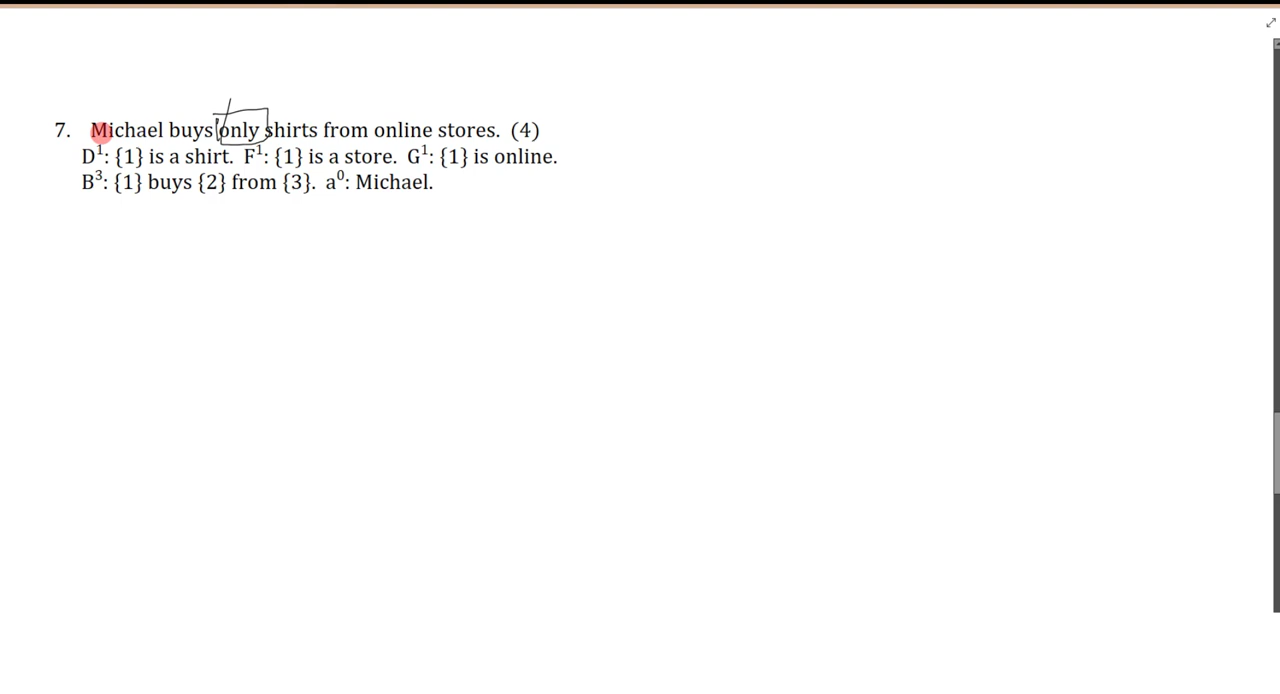 7. Michael buys only shirts from online stores. (4)
D¹: {1} is a shirt. F¹: {1} is a store. G¹: {1} is online.
B³: {1} buys {2} from {3}. a⁰: Michael.